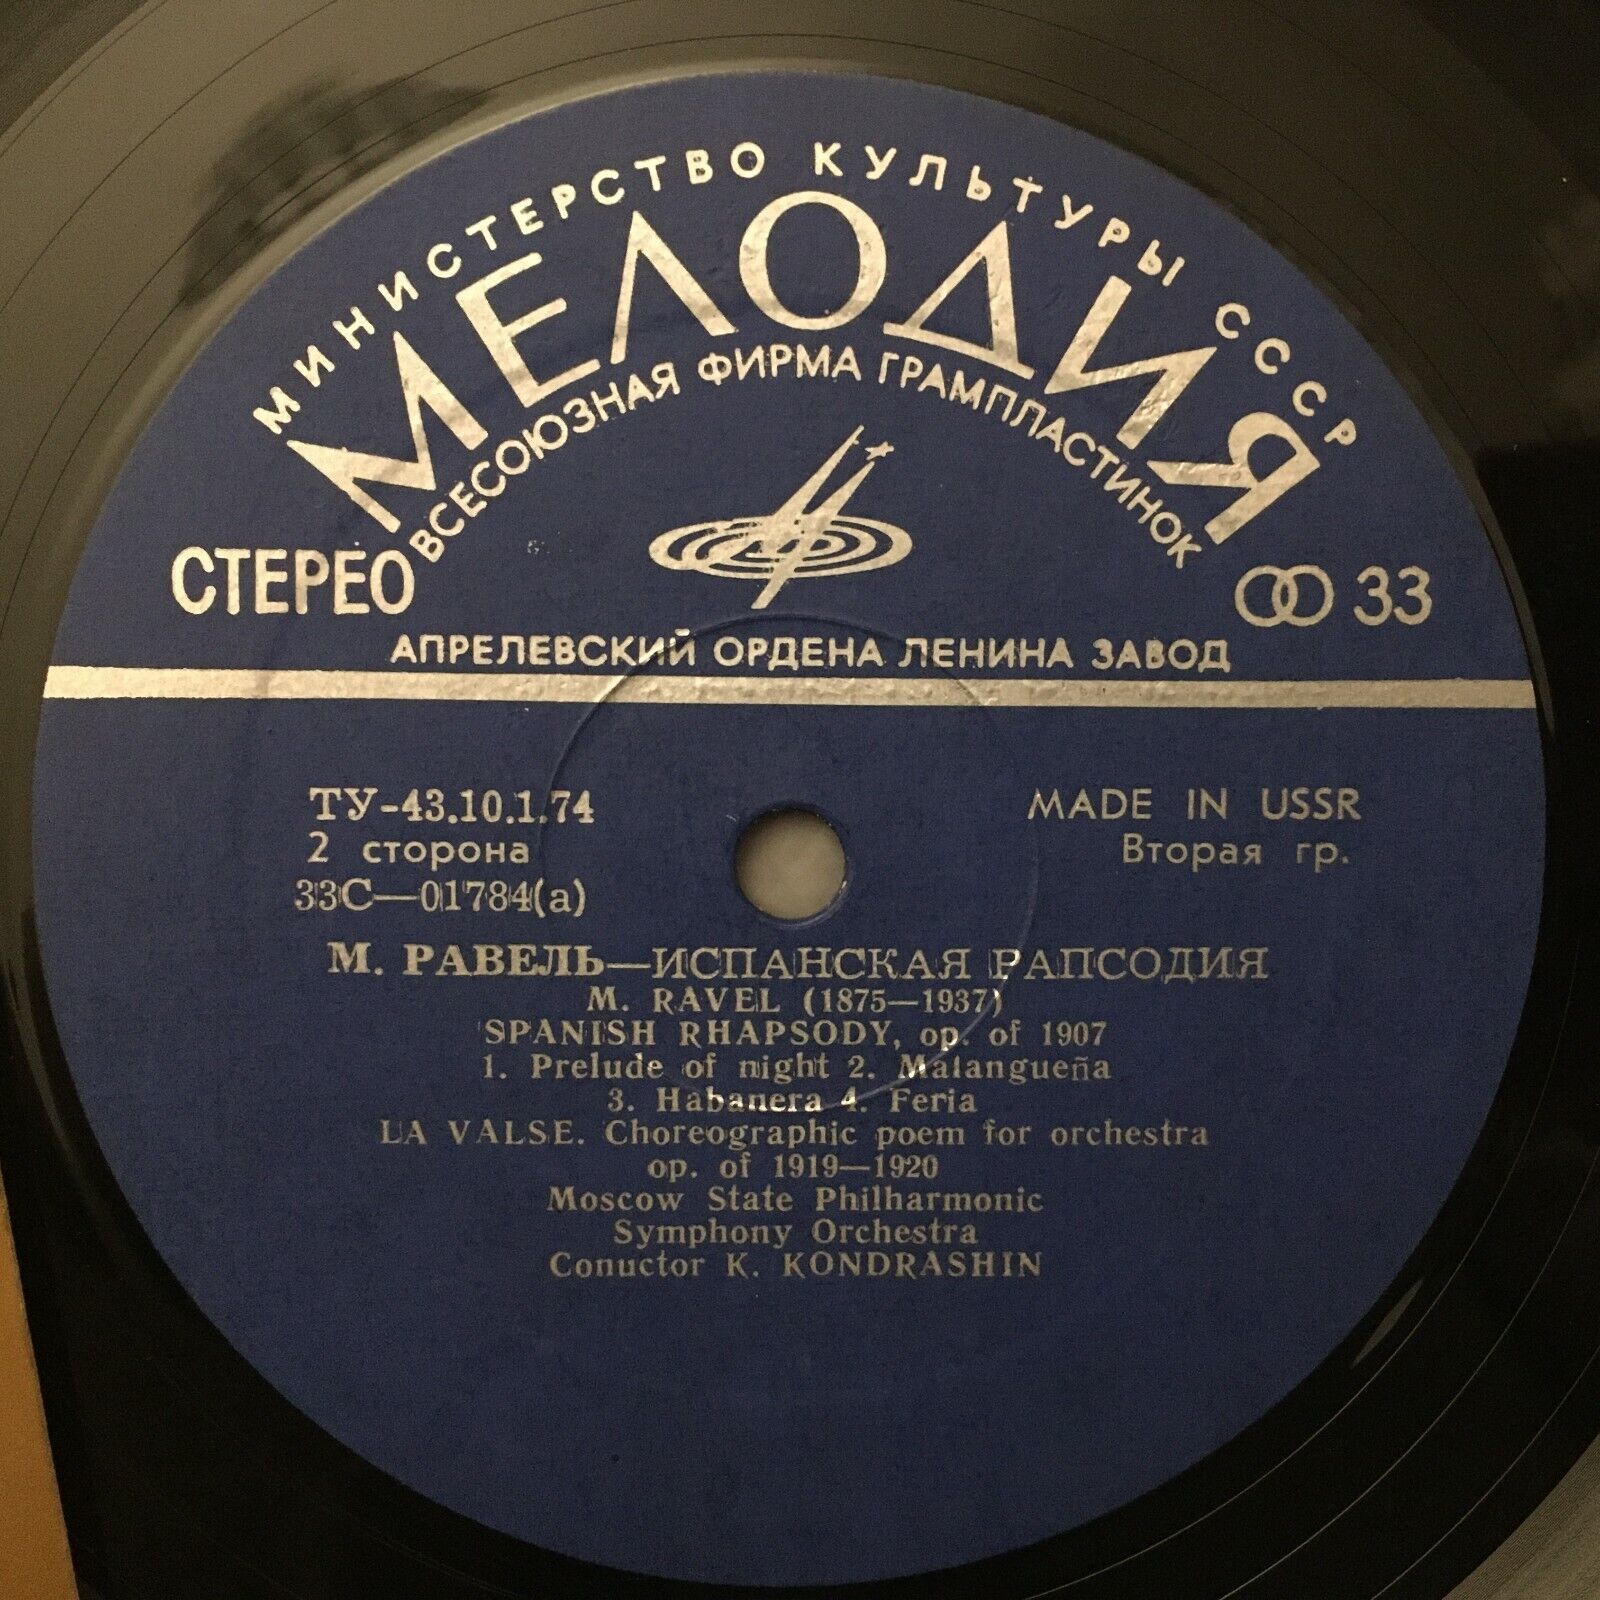 МИНИСТЕРСТВО КУЛЬТУРЫ СССР
МЕЛОДИЯ
ВСЕСОЮЗНАЯ ФИРМА ГРАМПЛАСТИНОК
СТЕРЕО
33
АПРЕЛЕВСКИЙ ОРДЕНА ЛЕНИНА ЗАВОД
ТУ-43.10.1.74
MADE IN USSR
2 сторона
Вторая гр.
33С—01784(а)
М. РАВЕЛЬ—ИСПАНСКАЯ РАПСОДИЯ
M. RAVEL (1875—1937)
SPANISH RHAPSODY, op. of 1907
1. Prelude of night 2. Malangueña
3. Habanera 4. Feria
LA VALSE. Choreographic poem for orchestra
op. of 1919—1920
Moscow State Philharmonic
Symphony Orchestra
Conuctor K. KONDRASHIN